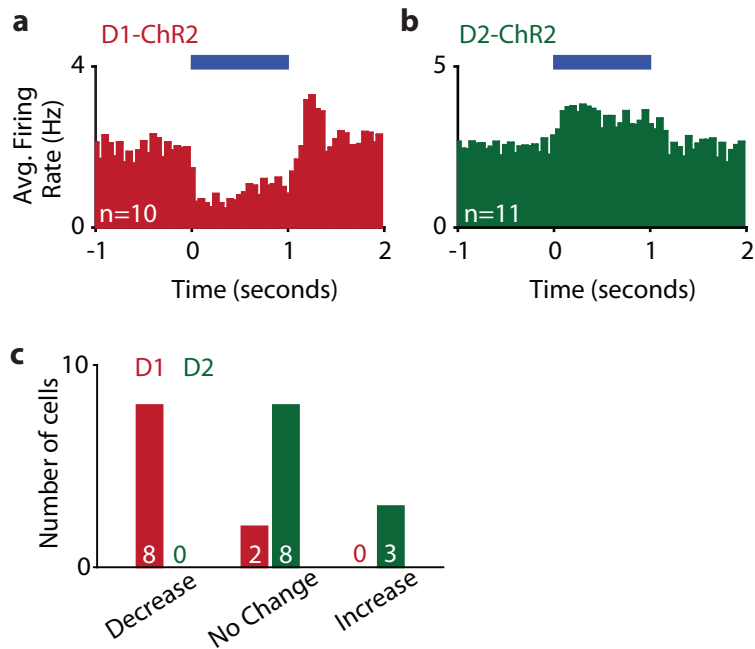 a
D1-ChR2
4
Avg. Firing
Rate (Hz)
0
n=10
-1
0
1
2
Time (seconds)
b
D2-ChR2
5
0
n=11
-1
0
1
2
Time (seconds)
c
D1 D2
10
Number of cells
0
8 0
2 8
0 3
Decrease
No Change
Increase